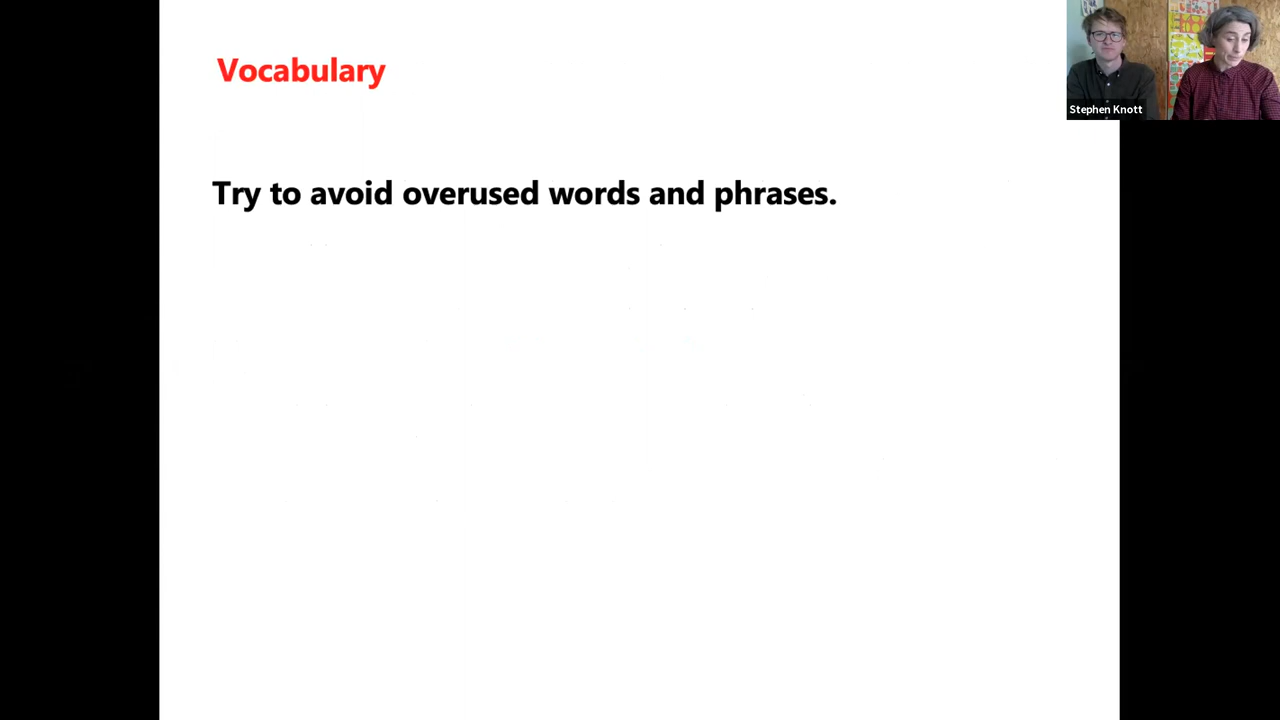 Vocabulary
Try to avoid overused words and phrases.
Stephen Knott